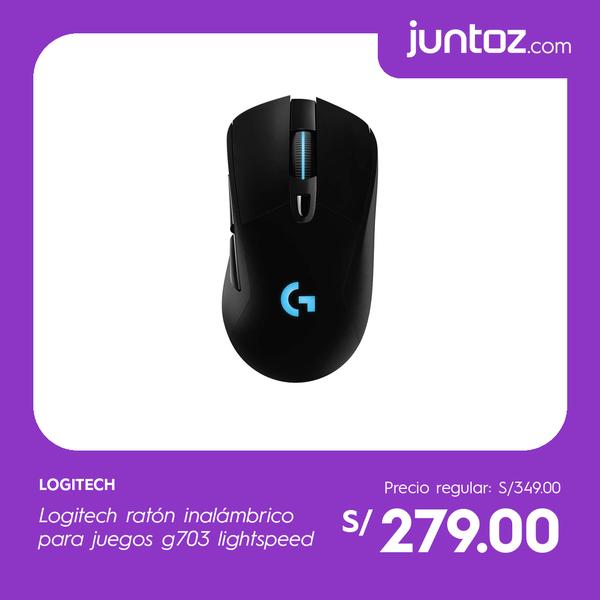 juntoz.com
G
LOGITECH
Logitech ratón inalámbrico
para juegos g703 lightspeed
Precio regular: S/349.00
S/ 279.00